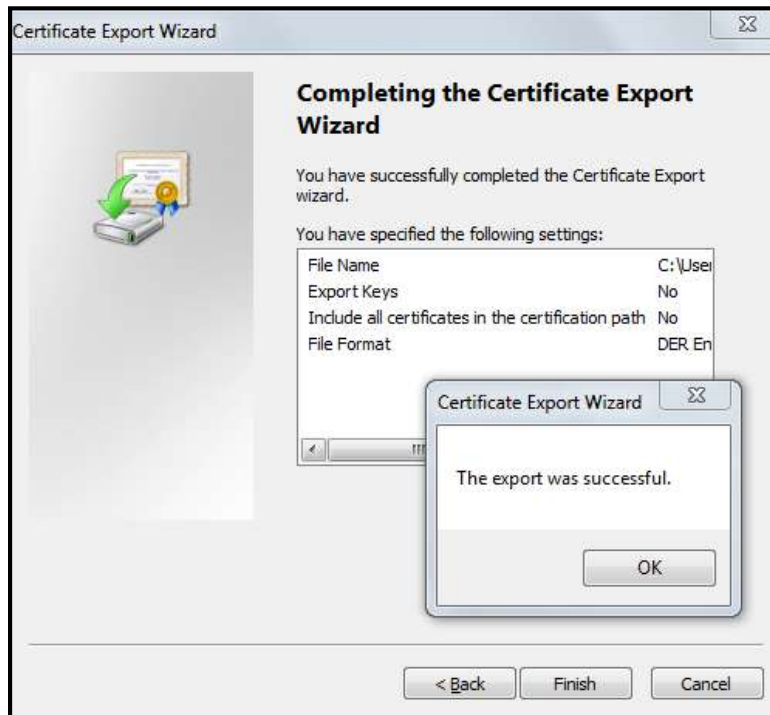 Certificate Export Wizard
Completing the Certificate Export
Wizard
You have successfully completed the Certificate Export
wizard.
You have specified the following settings:
File Name C:\User
Export Keys No
Include all certificates in the certification path No
File Format DER En
Certificate Export Wizard
The export was successful.
OK
< Back Finish Cancel